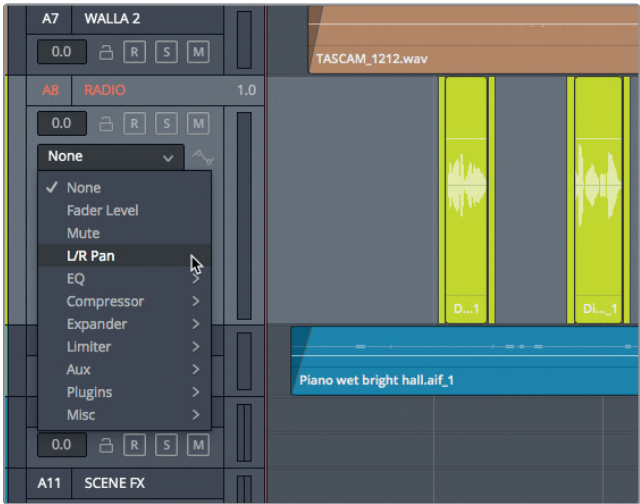 A7 WALLA 2
0.0 R S M
TASCAM_1212.wav
A8 RADIO 1.0
0.0 R S M
None
None
Fader Level
Mute
L/R Pan
EQ
Compressor
Expander
Limiter
Aux
Plugins
Misc
D...1
Di..._1
Piano wet bright hall.aif_1
0.0 R S M
A11 SCENE FX